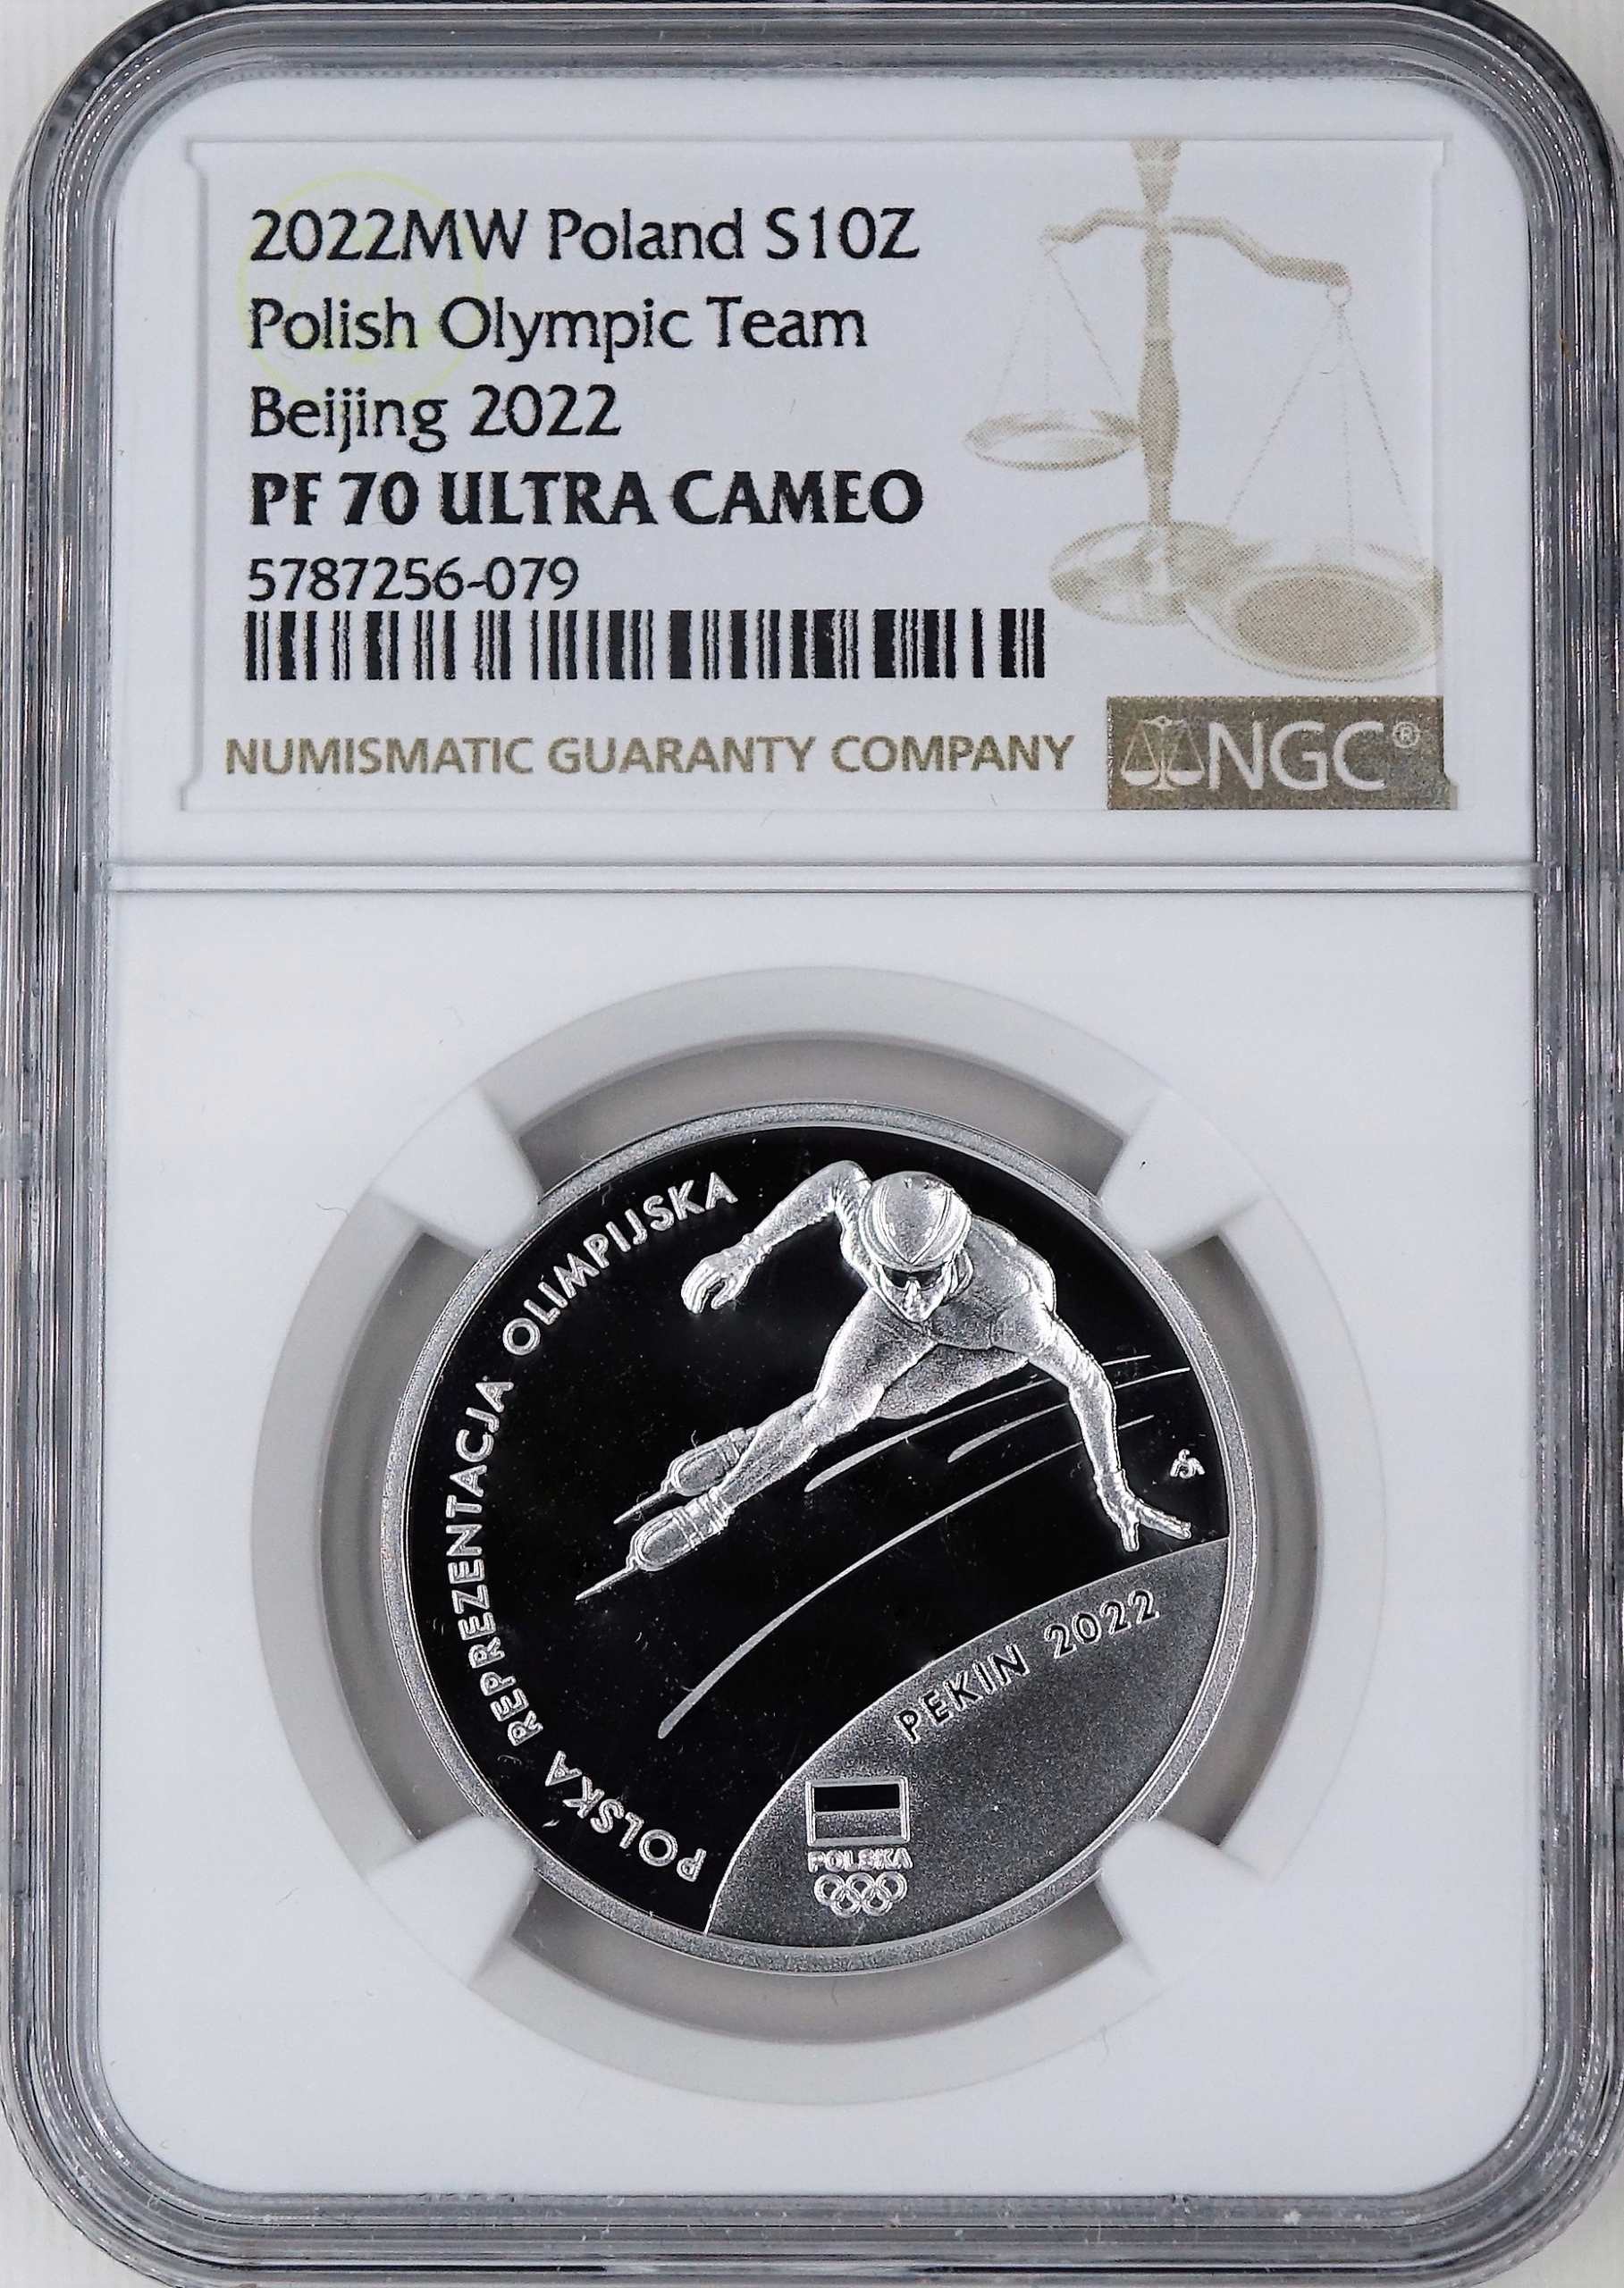 2022MW Poland S10Z
Polish Olympic Team
Beijing 2022
PF 70 ULTRA CAMEO
5787256-079
NUMISMATIC GUARANTY COMPANY
NGC®
POLSKA REPREZENTACJA OLIMPIJSKA
PEKIN 2022
POLSKA